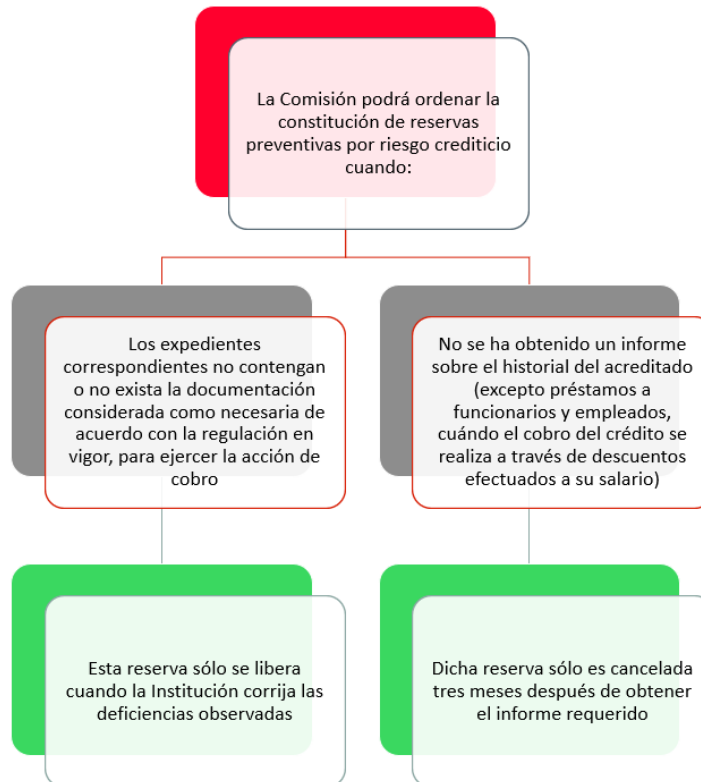 La Comisión podrá ordenar la
constitución de reservas
preventivas por riesgo crediticio
cuando:
Los expedientes
correspondientes no contengan
o no exista la documentación
considerada como necesaria de
acuerdo con la regulación en
vigor, para ejercer la acción de
cobro
No se ha obtenido un informe
sobre el historial del acreditado
(excepto préstamos a
funcionarios y empleados,
cuándo el cobro del crédito se
realiza a través de descuentos
efectuados a su salario)
Esta reserva sólo se libera
cuando la Institución corrija las
deficiencias observadas
Dicha reserva sólo es cancelada
tres meses después de obtener
el informe requerido